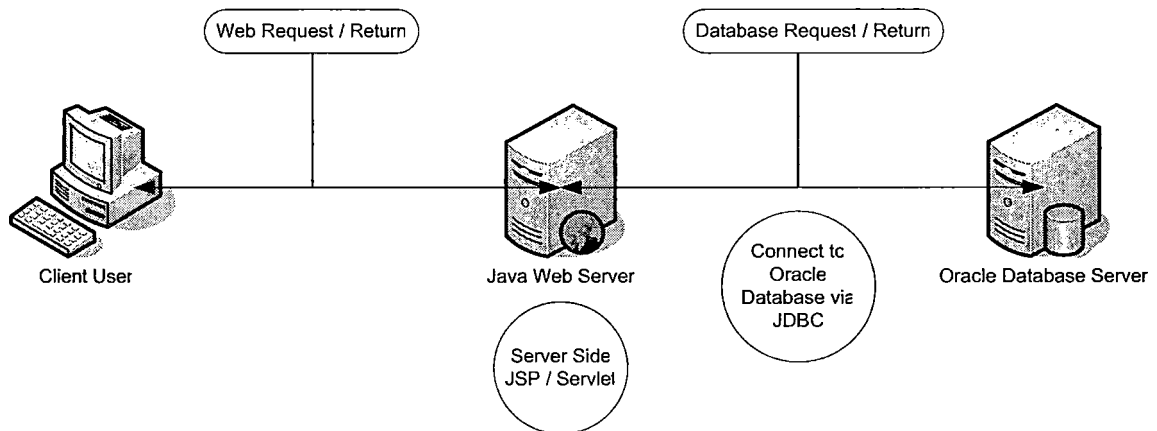 Web Request / Return
Database Request / Return
Client User
Java Web Server
Connect to
Oracle
Database via
JDBC
Oracle Database Server
Server Side
JSP / Servlet